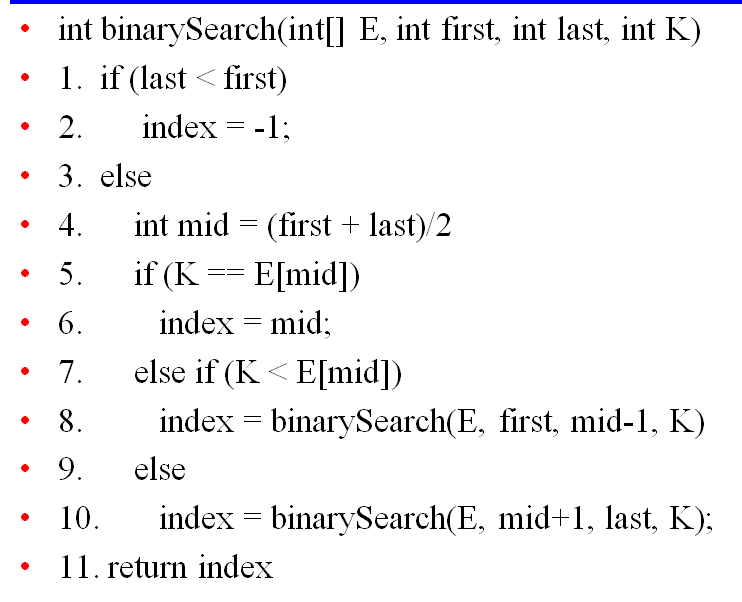 • int binarySearch(int[] E, int first, int last, int K)
• 1. if (last < first)
• 2. index = -1;
• 3. else
• 4. int mid = (first + last)/2
• 5. if (K == E[mid])
• 6. index = mid;
• 7. else if (K < E[mid])
• 8. index = binarySearch(E, first, mid-1, K)
• 9. else
• 10. index = binarySearch(E, mid+1, last, K);
• 11. return index